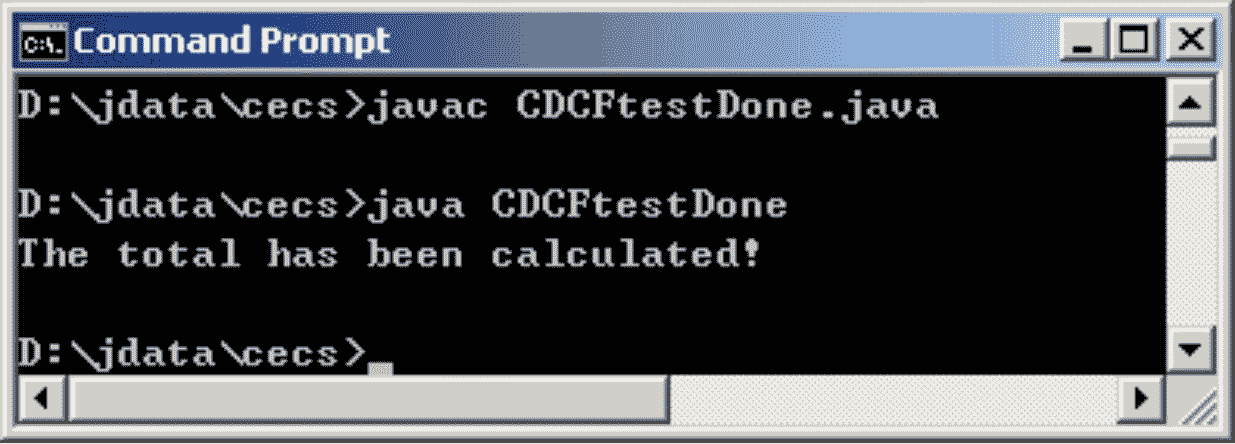 C:\.
Command Prompt
D:\jdata\cecs>javac CDCFtestDone.java
D:\jdata\cecs>java CDCFtestDone
The total has been calculated!
D:\jdata\cecs>_